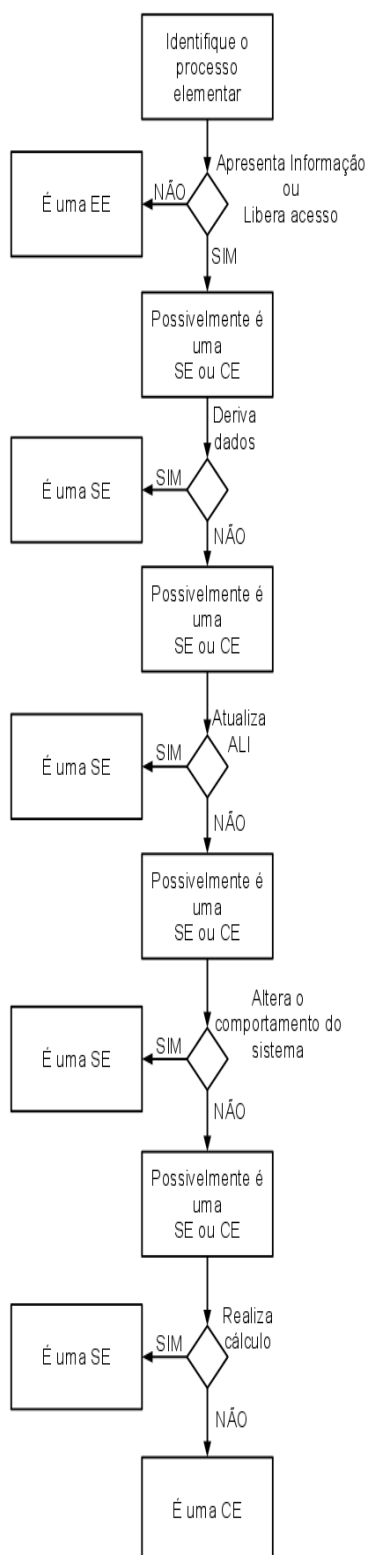 Identifique o
processo
elementar
Apresenta Informação
ou
Libera acesso
NÃO
É uma EE
SIM
Possivelmente é
uma
SE ou CE
Deriva
dados
SIM
É uma SE
NÃO
Possivelmente é
uma
SE ou CE
Atualiza
ALI
SIM
É uma SE
NÃO
Possivelmente é
uma
SE ou CE
Altera o
comportamento do
sistema
SIM
É uma SE
NÃO
Possivelmente é
uma
SE ou CE
Realiza
cálculo
SIM
É uma SE
NÃO
É uma CE